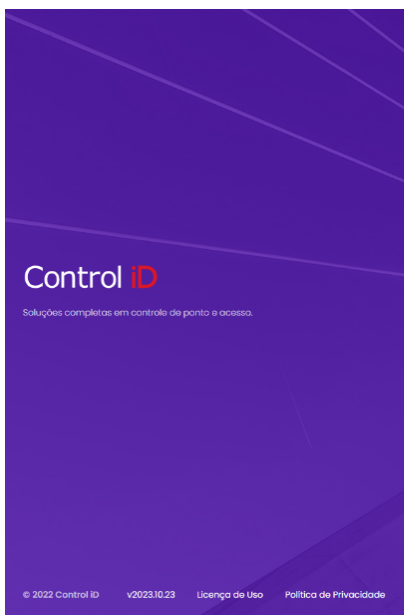 Control iD
Soluções completas em controle de ponto e acesso.
© 2022 Control iD v2023.10.23 Licença de Uso Política de Privacidade